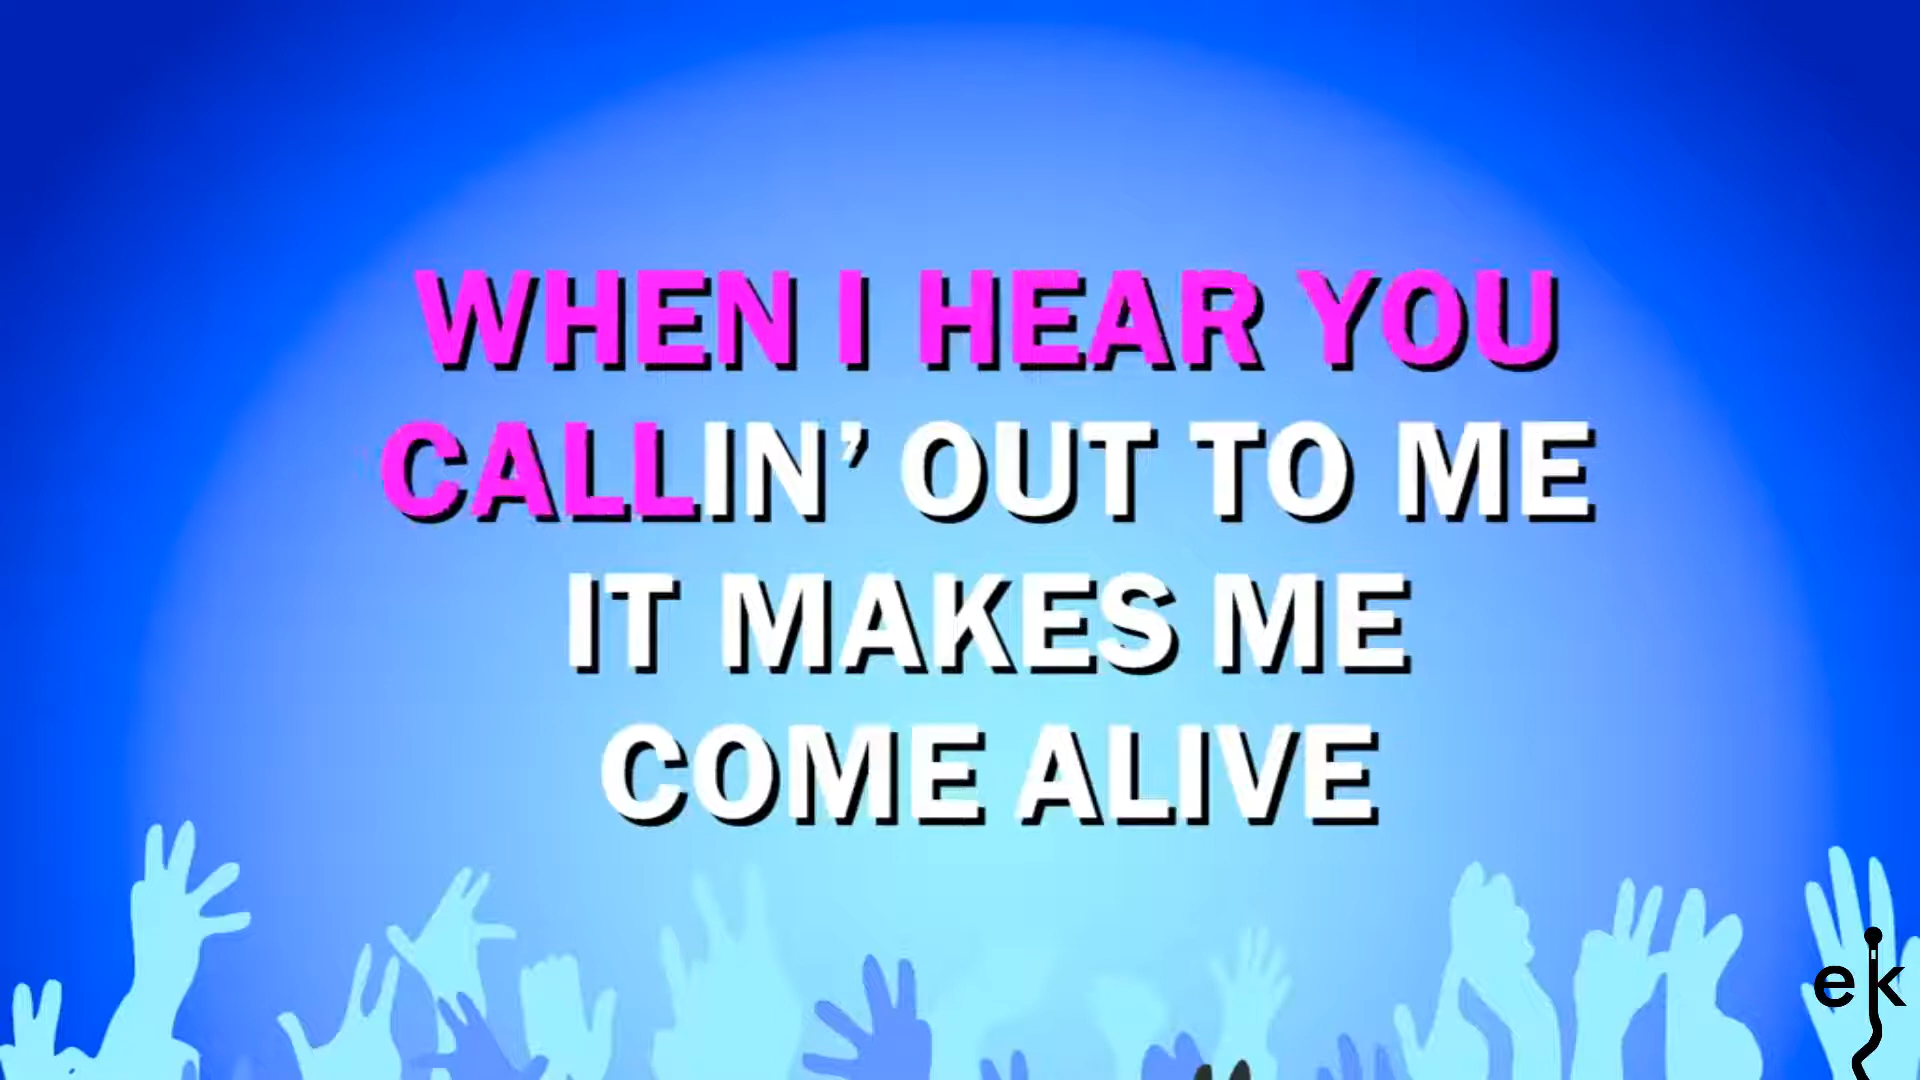 WHEN I HEAR YOU
CALLIN’ OUT TO ME
IT MAKES ME
COME ALIVE
ek